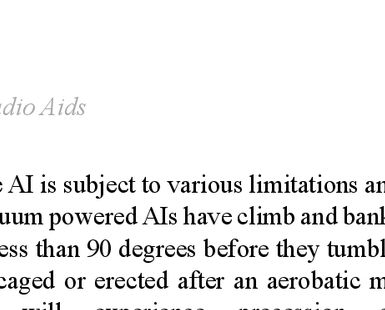 dio Aids
AI is subject to various limitations an
uum powered AIs have climb and bank
ess than 90 degrees before they tumbl
caged or erected after an aerobatic m
will experience precession